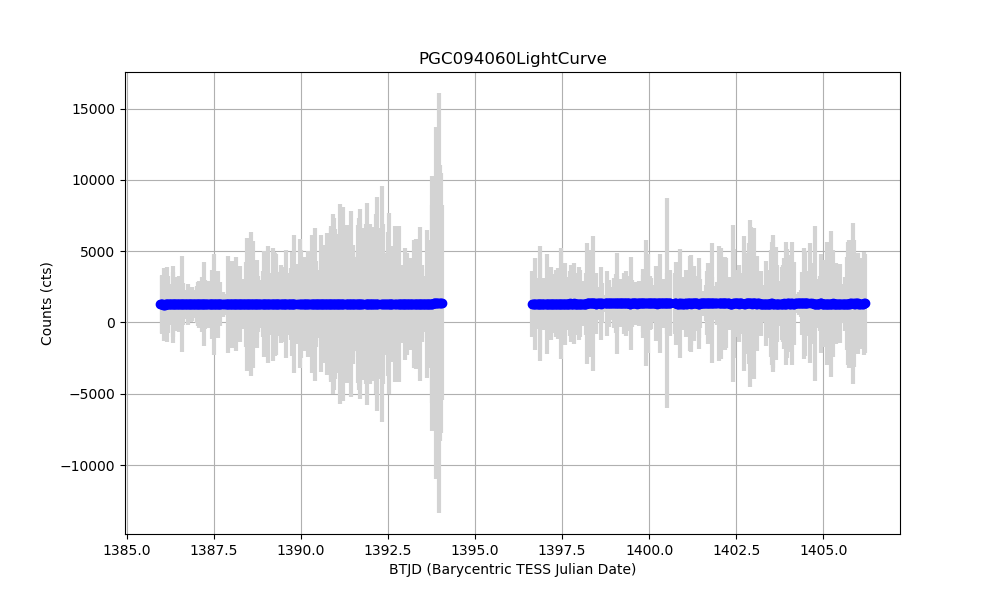 PGC094060LightCurve
15000
10000
5000
0
−5000
−10000
Counts (cts)
1385.0 1387.5 1390.0 1392.5 1395.0 1397.5 1400.0 1402.5 1405.0
BTJD (Barycentric TESS Julian Date)